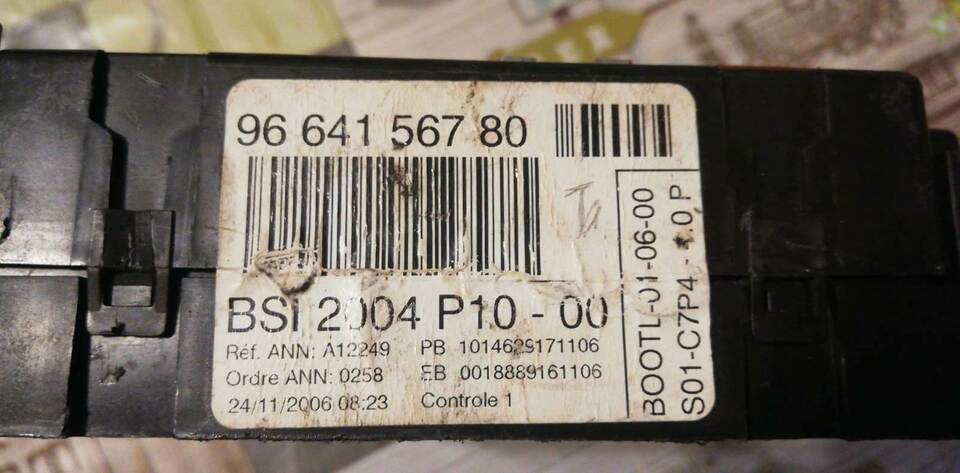 96 641 567 80
BSI 2004 P10 - 00
Réf. ANN: A12249 PB 1014629171106
Ordre ANN: 0258 EB 0018889161106
24/11/2006 08:23 Controle 1
BOOTL-01-06-00
S01-C7P4 - .0 P